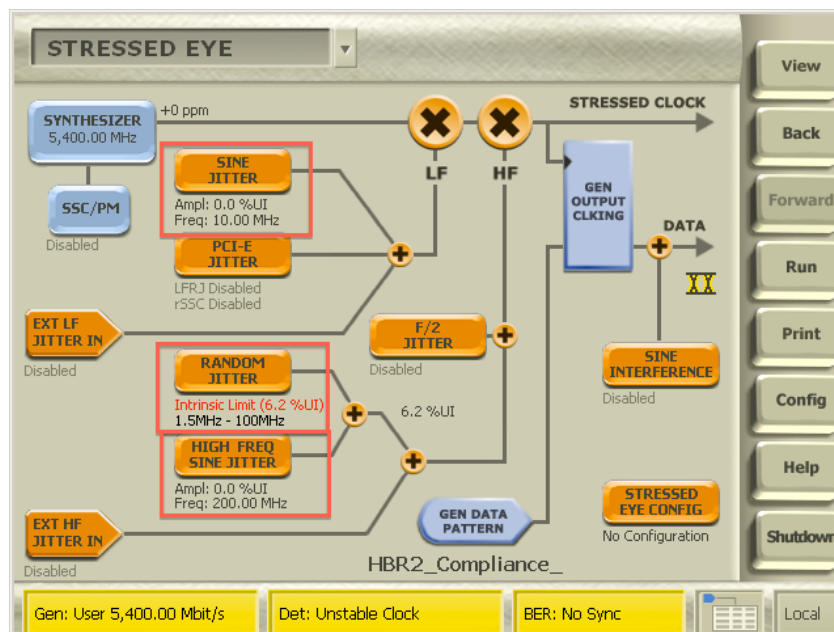 STRESSED EYE
View
Back
Forward
Run
Print
Config
Help
Shutdown
SYNTHESIZER
5,400.00 MHz
+0 ppm
STRESSED CLOCK
SSC/PM
Disabled
SINE
JITTER
Ampl: 0.0 %UI
Freq: 10.00 MHz
LF
HF
GEN
OUTPUT
CLKING
DATA
PCI-E
JITTER
LFRJ Disabled
rSSC Disabled
EXT LF
JITTER IN
Disabled
F/2
JITTER
Disabled
SINE
INTERFERENCE
Disabled
RANDOM
JITTER
Intrinsic Limit (6.2 %UI)
1.5MHz - 100MHz
6.2 %UI
HIGH FREQ
SINE JITTER
Ampl: 0.0 %UI
Freq: 200.00 MHz
EXT HF
JITTER IN
Disabled
GEN DATA
PATTERN
HBR2_Compliance_
STRESSED
EYE CONFIG
No Configuration
Gen: User 5,400.00 Mbit/s
Det: Unstable Clock
BER: No Sync
Local